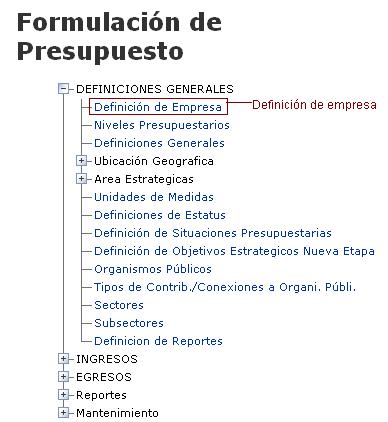 Formulación de
Presupuesto
DEFINICIONES GENERALES
Definición de Empresa Definición de empresa
Niveles Presupuestarios
Definiciones Generales
Ubicación Geografica
Area Estrategicas
Unidades de Medidas
Definiciones de Estatus
Definición de Situaciones Presupuestarias
Definición de Objetivos Estrategicos Nueva Etapa
Organismos Públicos
Tipos de Contrib./Conexiones a Organi. Públi.
Sectores
Subsectores
Definicion de Reportes
INGRESOS
EGRESOS
Reportes
Mantenimiento